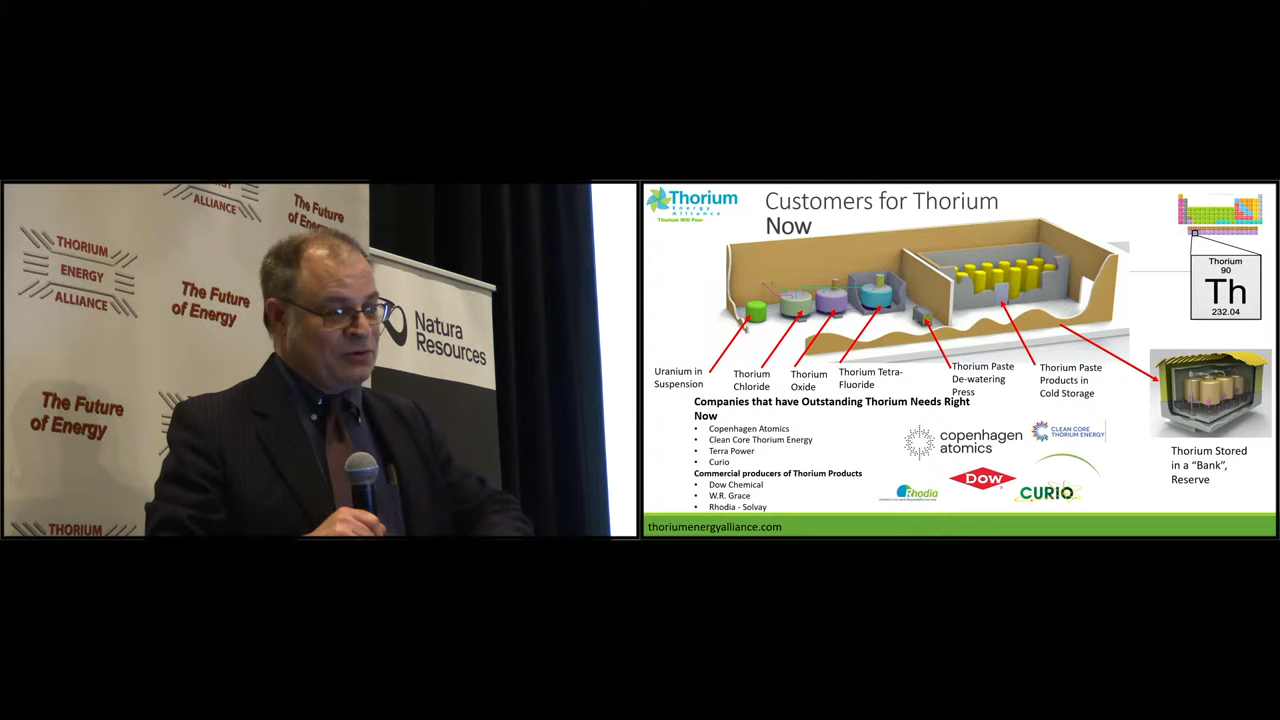 ALLIANCE
The Future
of Energy
THORIUM
ENERGY
ALLIANCE
The Future
of Energy
The Future
of Energy
THORIUM
Natura
Resources
Thorium
Energy
Alliance
Customers for Thorium
Now
Thorium
90
Th
232.04
Uranium in
Suspension
Thorium
Chloride
Thorium
Oxide
Thorium Tetra-
Fluoride
Thorium Paste
De-watering
Press
Thorium Paste
Products in
Cold Storage
Thorium Stored
in a “Bank”,
Reserve
Companies that have Outstanding Thorium Needs Right
Now
• Copenhagen Atomics
• Clean Core Thorium Energy
• Terra Power
• Curio
Commercial producers of Thorium Products
• Dow Chemical
• W.R. Grace
• Rhodia - Solvay
copenhagen
atomics
CLEAN CORE
THORIUM ENERGY
Rhodia
DOW
CURIO
thoriumenergyalliance.com